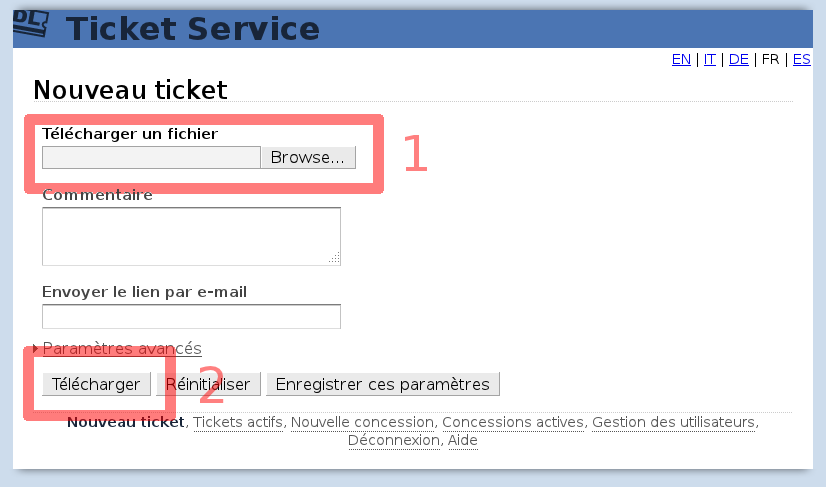 DL Ticket Service
EN | IT | DE | FR | ES
Nouveau ticket
Télécharger un fichier
Browse...
1
Commentaire
Envoyer le lien par e-mail
Paramètres avancés
Télécharger Réinitialiser Enregistrer ces paramètres
2
Nouveau ticket, Tickets actifs, Nouvelle concession, Concessions actives, Gestion des utilisateurs,
Déconnexion, Aide